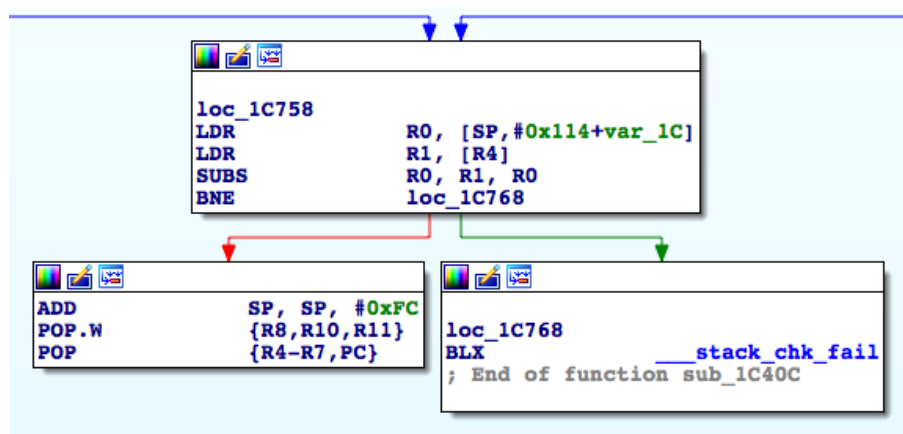 loc_1C758
LDR R0, [SP,#0x114+var_1C]
LDR R1, [R4]
SUBS R0, R1, R0
BNE loc_1C768
ADD SP, SP, #0xFC
POP.W {R8,R10,R11}
POP {R4-R7,PC}
loc_1C768
BLX ___stack_chk_fail
; End of function sub_1C40C